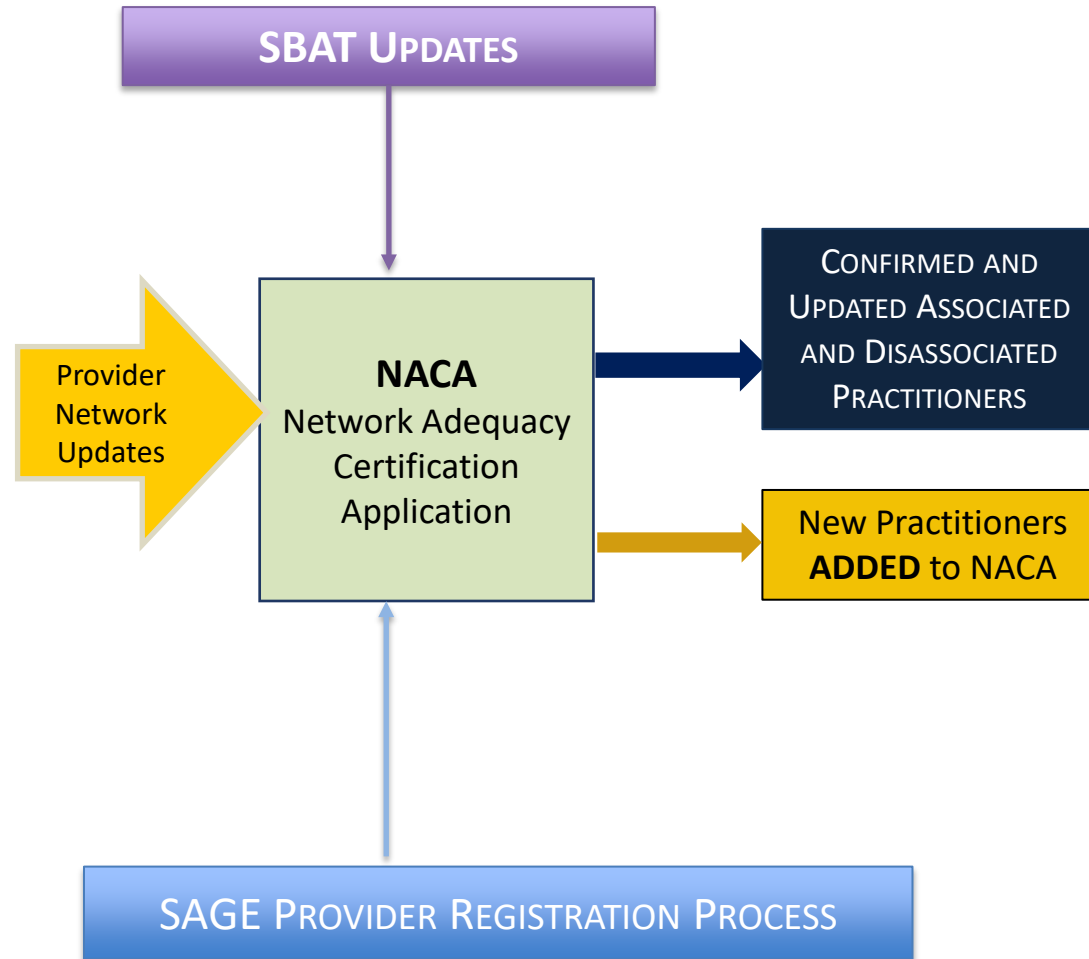 SBAT UPDATES
Provider
Network
Updates
NACA
Network Adequacy
Certification
Application
CONFIRMED AND
UPDATED ASSOCIATED
AND DISASSOCIATED
PRACTITIONERS
New Practitioners
ADDED to NACA
SAGE PROVIDER REGISTRATION PROCESS